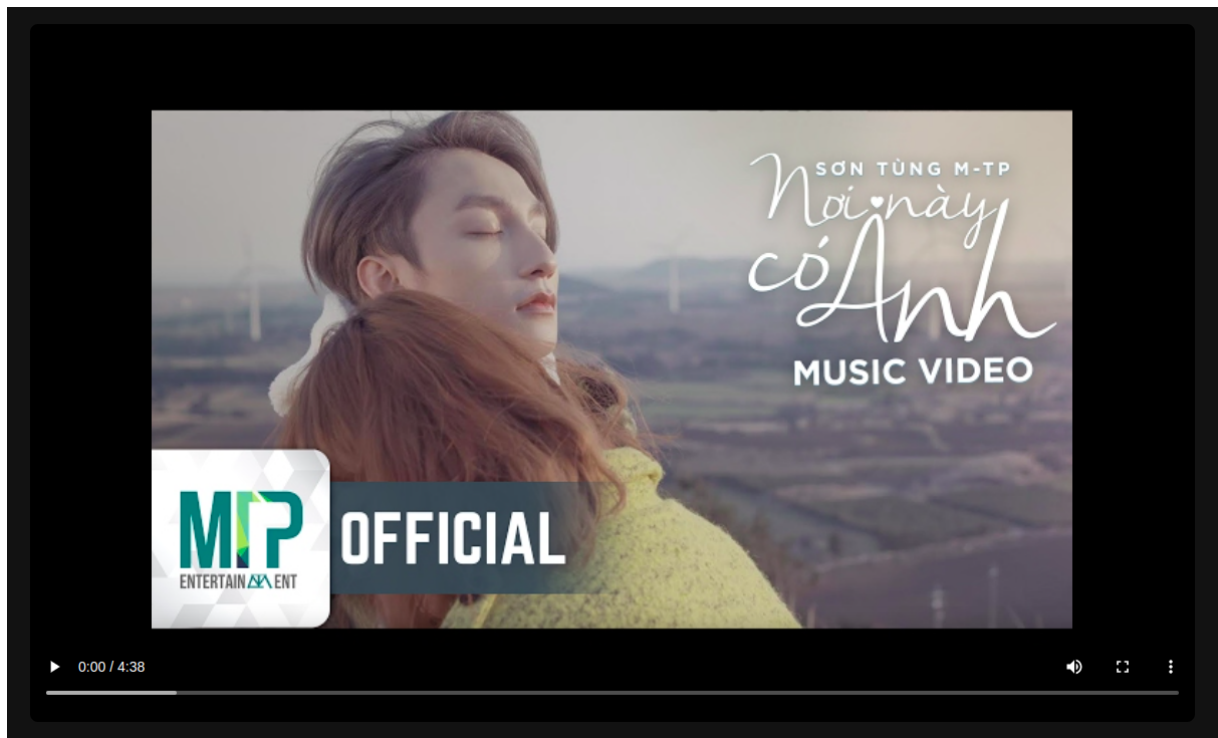 SƠN TÙNG M-TP
Nơi này
có Anh
MUSIC VIDEO
MTP
ENTERTAINMENT
OFFICIAL
0:00 / 4:38